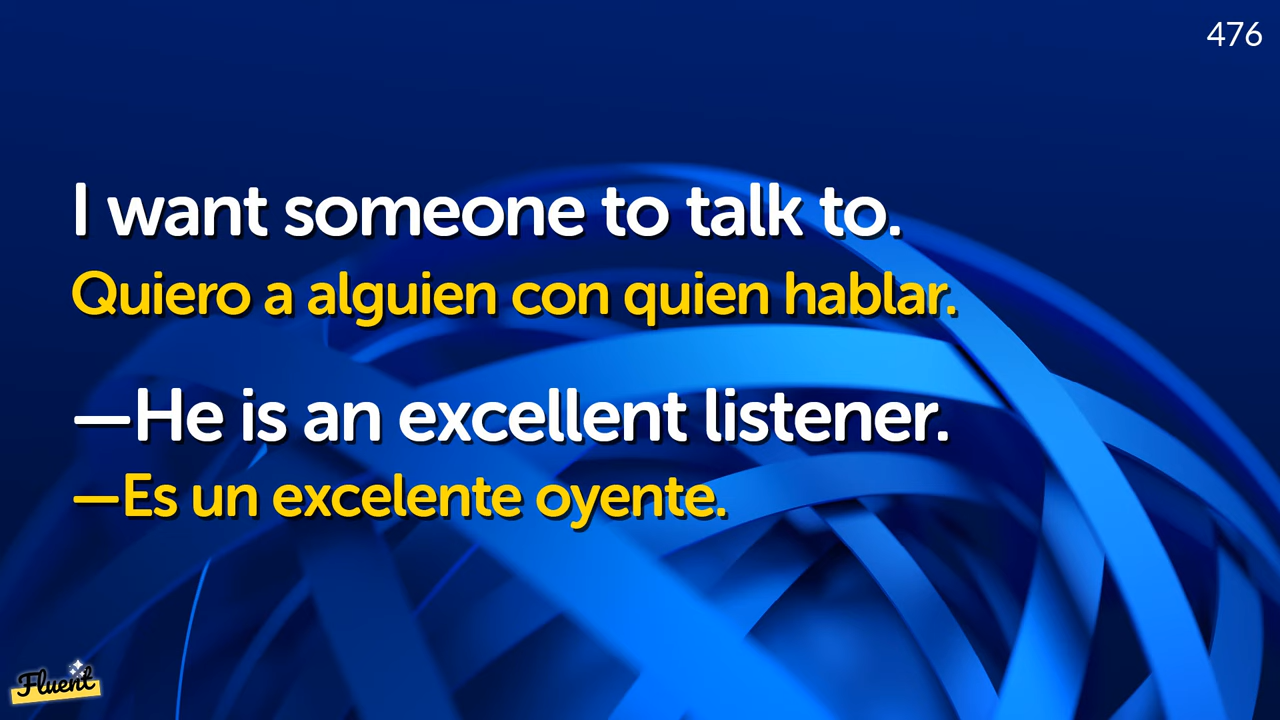 476
I want someone to talk to.
Quiero a alguien con quien hablar.
—He is an excellent listener.
—Es un excelente oyente.
Fluent